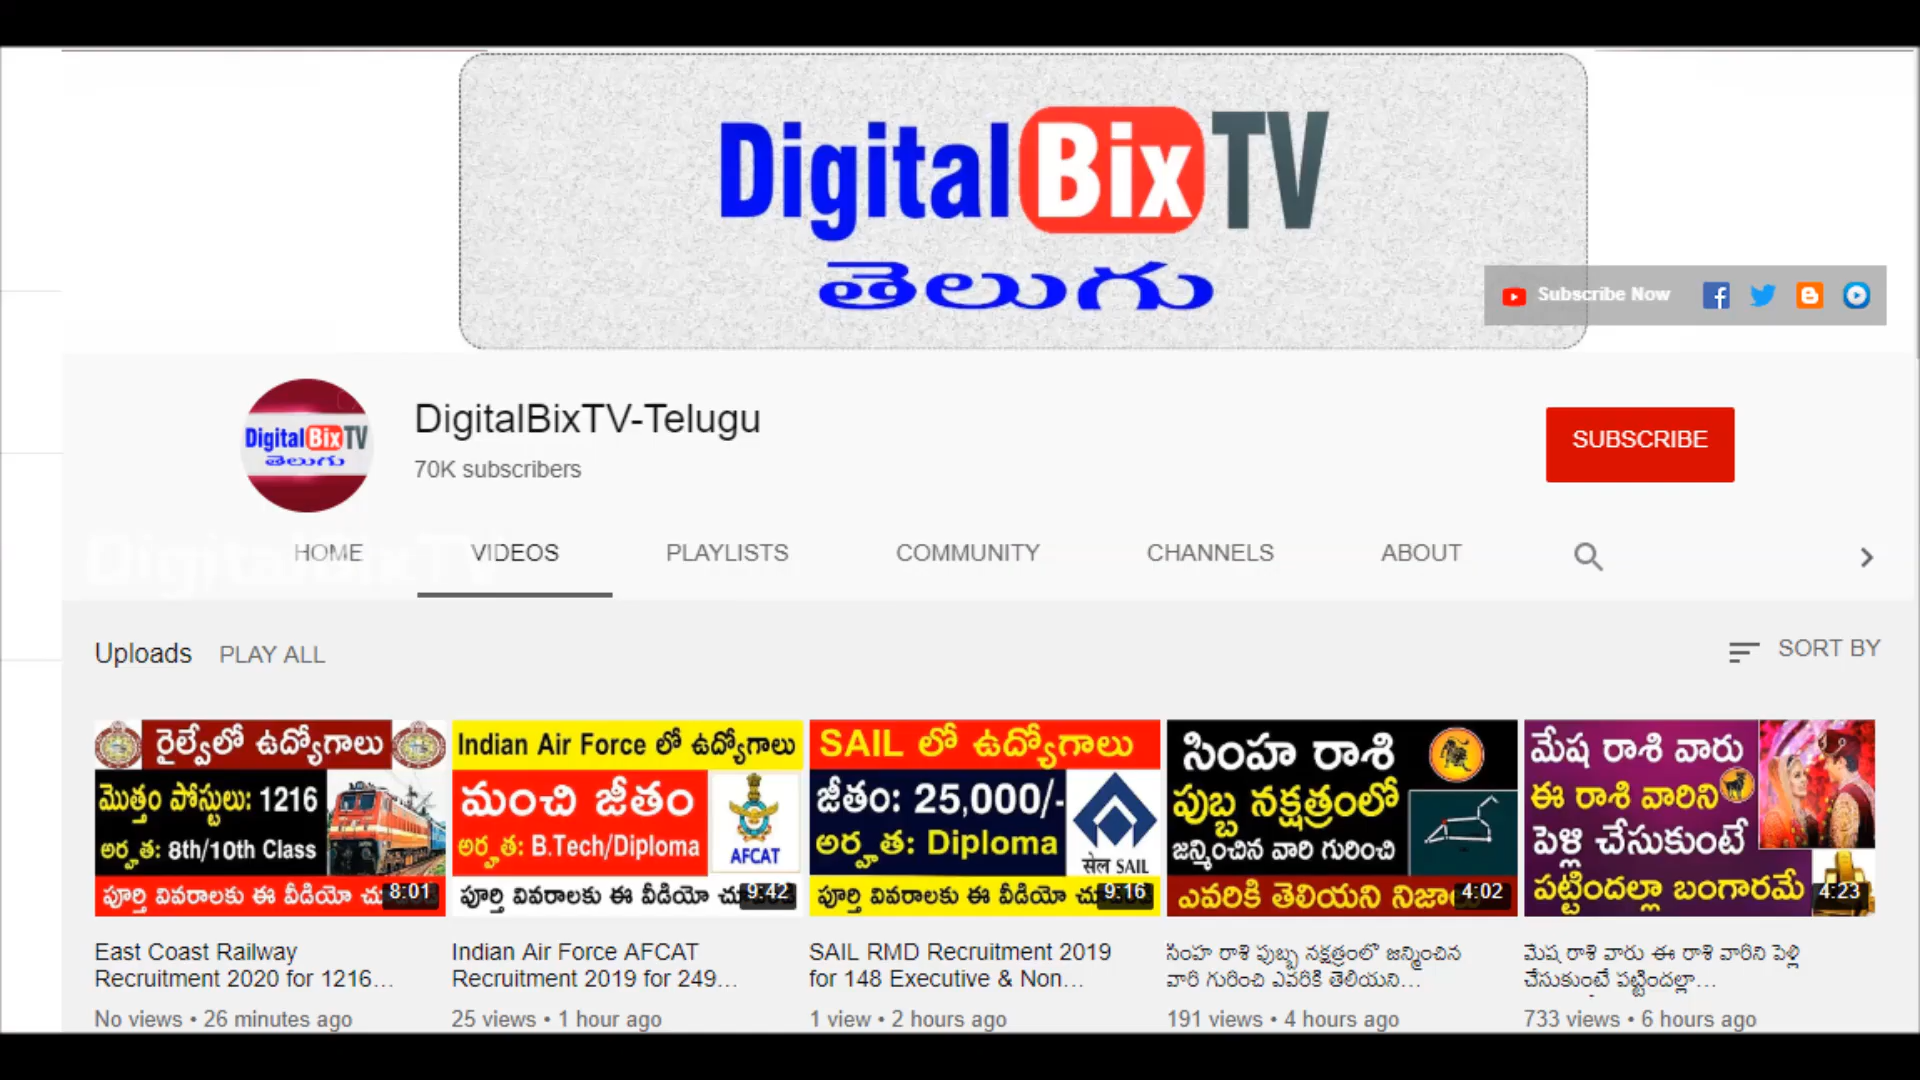 DigitalBixTV
తెలుగు
Subscribe Now
DigitalBixTV
తెలుగు
DigitalBixTV-Telugu
70K subscribers
SUBSCRIBE
DigitalBixTV
HOME VIDEOS PLAYLISTS COMMUNITY CHANNELS ABOUT
Uploads PLAY ALL
SORT BY
రైల్వేలో ఉద్యోగాలు
మొత్తం పోస్టులు: 1216
అర్హత: 8th/10th Class
పూర్తి వివరాలకు ఈ వీడియో
8:01
Indian Air Force లో ఉద్యోగాలు
మంచి జీతం
అర్హత: B.Tech/Diploma
AFCAT
పూర్తి వివరాలకు ఈ వీడియో
9:42
SAIL లో ఉద్యోగాలు
జీతం: 25,000/-
అర్హత: Diploma
सेल SAIL
పూర్తి వివరాలకు ఈ వీడియో
9:16
సింహ రాశి
పుబ్బ నక్షత్రంలో
జన్మించిన వారి గురించి
ఎవరికి తెలియని
4:02
మేష రాశి వారు
ఈ రాశి వారిని
పెళ్లి చేసుకుంటే
పట్టిందల్లా బంగారమే
4:23
East Coast Railway
Recruitment 2020 for 1216...
No views • 26 minutes ago
Indian Air Force AFCAT
Recruitment 2019 for 249...
25 views • 1 hour ago
SAIL RMD Recruitment 2019
for 148 Executive & Non...
1 view • 2 hours ago
సింహ రాశి పుబ్బ నక్షత్రంలో జన్మించిన
వారి గురించి ఎవరికి తెలియని...
191 views • 4 hours ago
మేష రాశి వారు ఈ రాశి వారిని పెళ్లి
చేసుకుంటే పట్టిందల్లా...
733 views • 6 hours ago